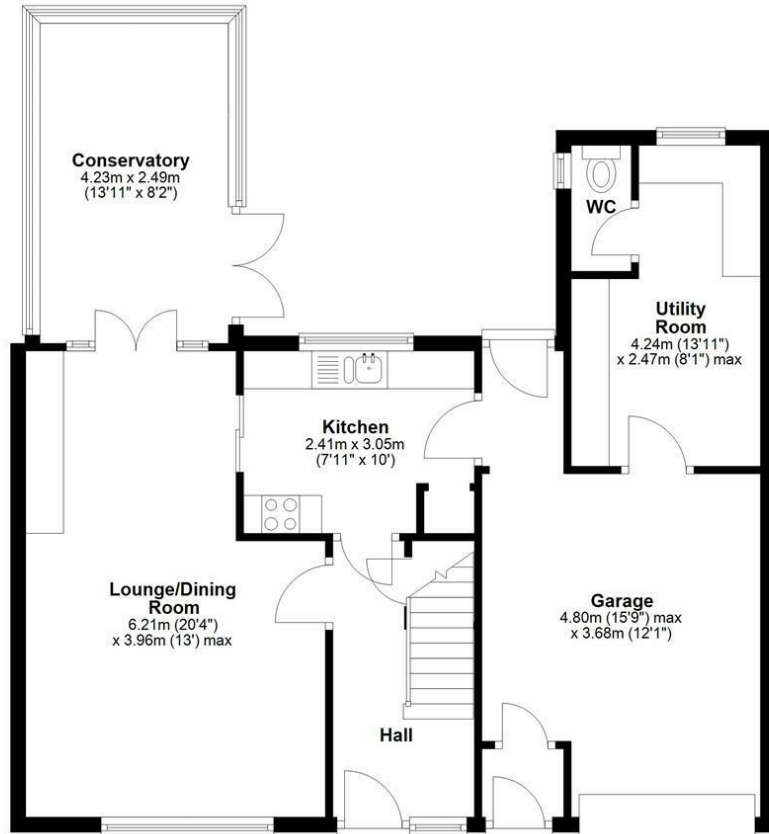 Conservatory
4.23m x 2.49m
(13'11" x 8'2")
WC
Utility
Room
4.24m (13'11")
x 2.47m (8'1") max
Kitchen
2.41m x 3.05m
(7'11" x 10')
Lounge/Dining
Room
6.21m (20'4")
x 3.96m (13') max
Garage
4.80m (15'9") max
x 3.68m (12'1")
Hall